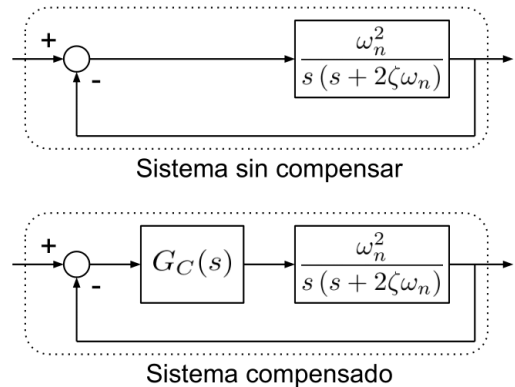 +
-
ω_n^2
s (s + 2ζω_n)
Sistema sin compensar
+
-
G_C(s)
ω_n^2
s (s + 2ζω_n)
Sistema compensado